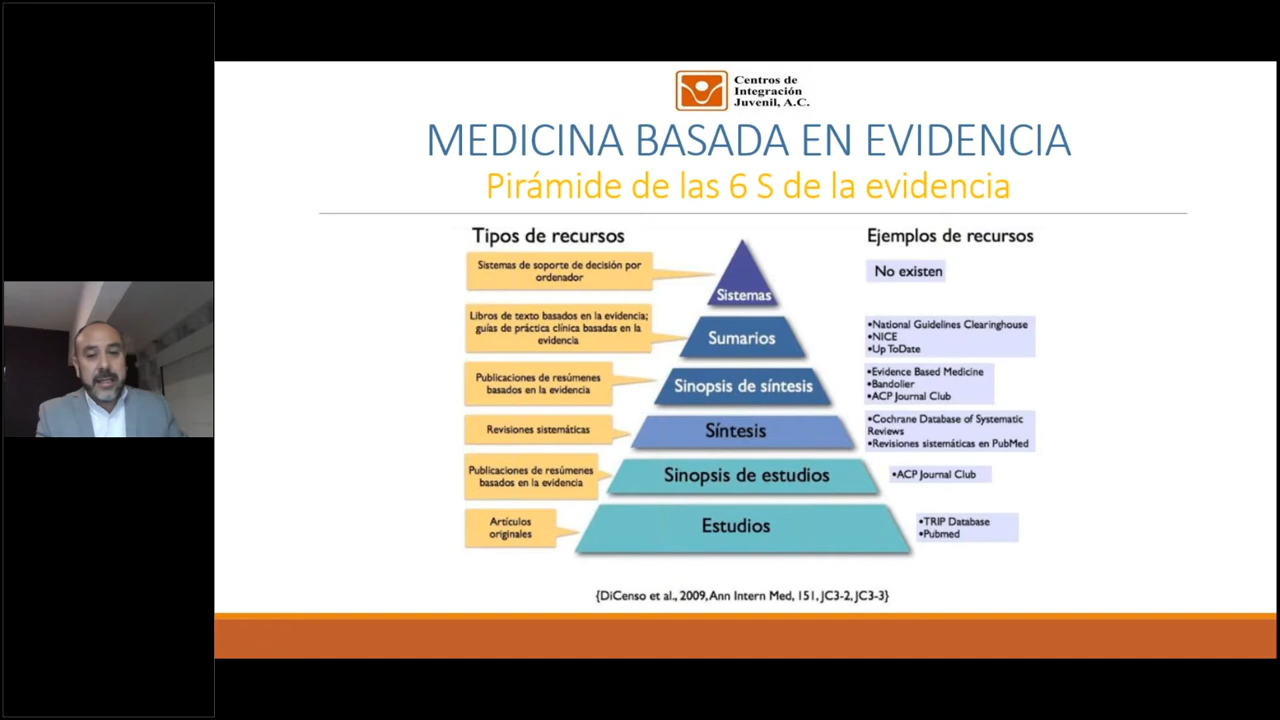 Centros de
Integración
Juvenil, A.C.
MEDICINA BASADA EN EVIDENCIA
Pirámide de las 6 S de la evidencia
Tipos de recursos
Ejemplos de recursos
Sistemas de soporte de decisión por
ordenador
Sistemas
No existen
Libros de texto basados en la evidencia;
guías de práctica clínica basadas en la
evidencia
Sumarios
•National Guidelines Clearinghouse
•NICE
•Up ToDate
Publicaciones de resúmenes
basados en la evidencia
Sinopsis de síntesis
•Evidence Based Medicine
•Bandolier
•ACP Journal Club
Revisiones sistemáticas
Síntesis
•Cochrane Database of Systematic
Reviews
•Revisiones sistemáticas en PubMed
Publicaciones de resúmenes
basados en la evidencia
Sinopsis de estudios
•ACP Journal Club
Artículos
originales
Estudios
•TRIP Database
•Pubmed
{DiCenso et al., 2009, Ann Intern Med, 151, JC3-2, JC3-3}